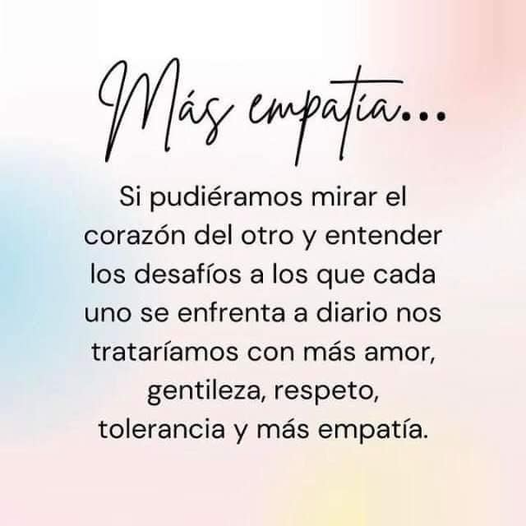 Más empatía...
Si pudiéramos mirar el
corazón del otro y entender
los desafíos a los que cada
uno se enfrenta a diario nos
trataríamos con más amor,
gentileza, respeto,
tolerancia y más empatía.